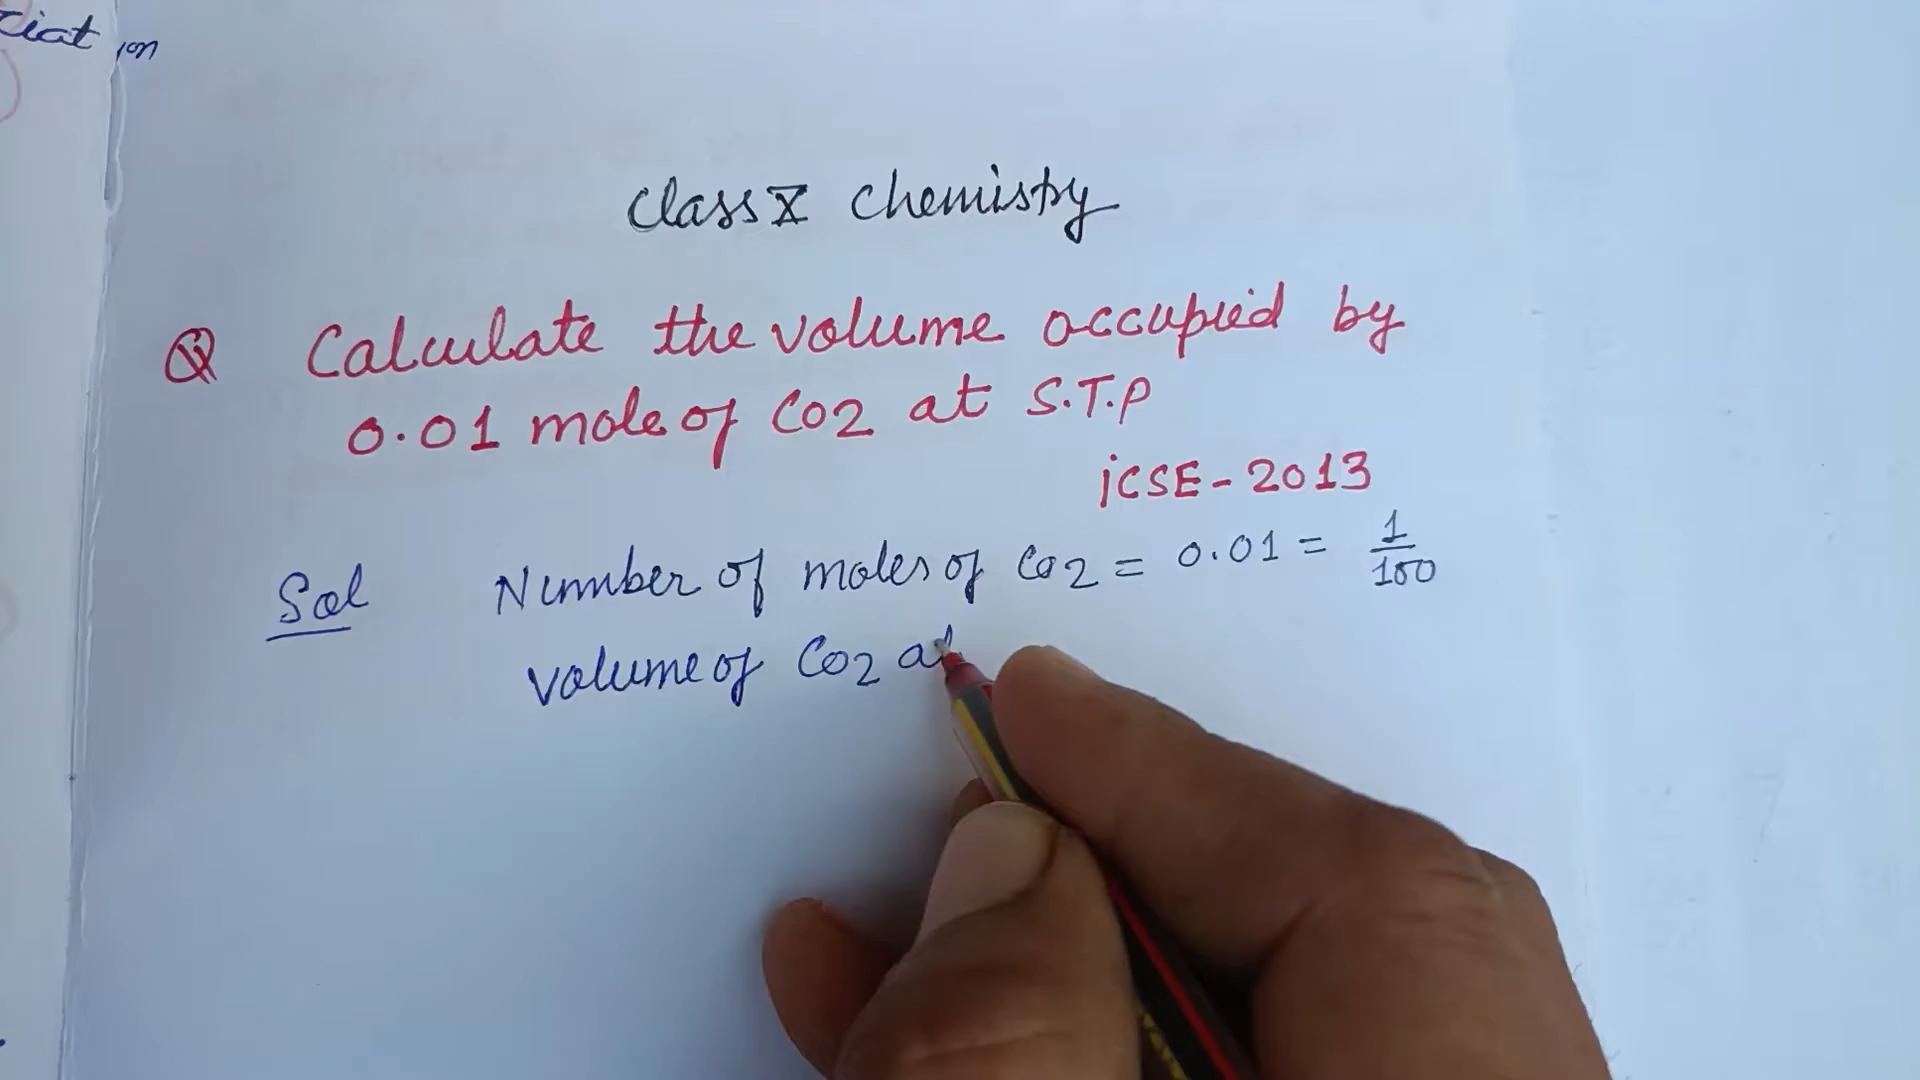 class X Chemistry
Q Calculate the volume occupied by
0.01 mole of CO2 at S.T.P
iCSE-2013
Sol Number of moles of CO2 = 0.01 = 1/100
volume of CO2 at